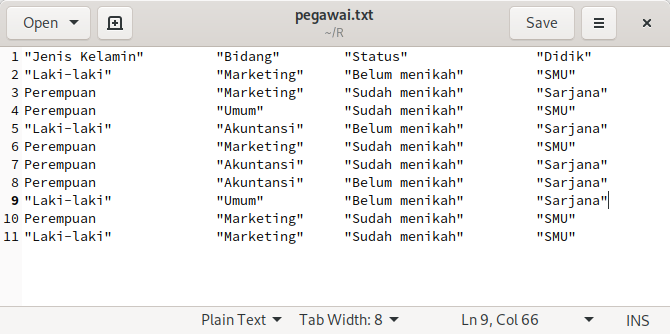 Open
pegawai.txt
~/R
Save
1 "Jenis Kelamin" "Bidang" "Status" "Didik"
2 "Laki-laki" "Marketing" "Belum menikah" "SMU"
3 Perempuan "Marketing" "Sudah menikah" "Sarjana"
4 Perempuan "Umum" "Sudah menikah" "SMU"
5 "Laki-laki" "Akuntansi" "Belum menikah" "Sarjana"
6 Perempuan "Marketing" "Sudah menikah" "SMU"
7 Perempuan "Akuntansi" "Sudah menikah" "Sarjana"
8 Perempuan "Akuntansi" "Belum menikah" "Sarjana"
9 "Laki-laki" "Umum" "Belum menikah" "Sarjana"
10 Perempuan "Marketing" "Sudah menikah" "SMU"
11 "Laki-laki" "Marketing" "Sudah menikah" "SMU"
Plain Text Tab Width: 8 Ln 9, Col 66 INS